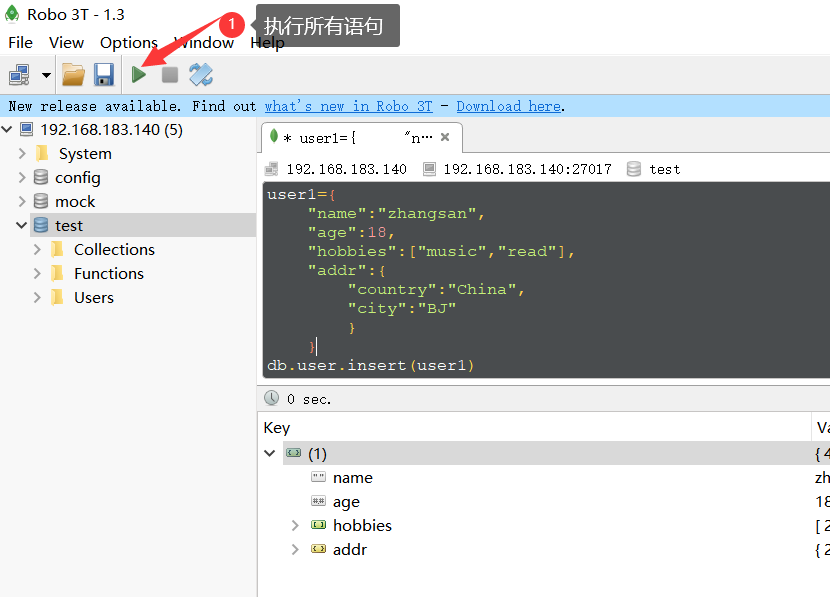 Robo 3T - 1.3
1 执行所有语句
File View Options Window Help
New release available. Find out what's new in Robo 3T - Download here.
192.168.183.140 (5)
System
config
mock
test
Collections
Functions
Users
* user1={ "n…
192.168.183.140 192.168.183.140:27017 test
user1={
"name":"zhangsan",
"age":18,
"hobbies":["music","read"],
"addr":{
"country":"China",
"city":"BJ"
}
}
db.user.insert(user1)
0 sec.
Key Va
(1) { 4
name zh
age 18
hobbies [ 2
addr { 2